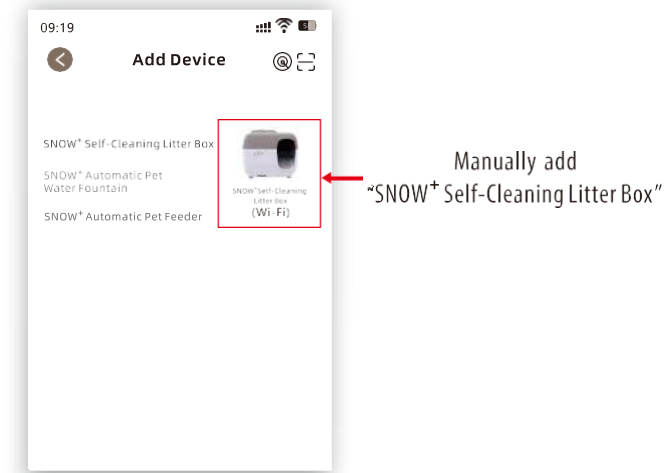 09:19
Add Device
SNOW⁺ Self-Cleaning Litter Box
SNOW⁺ Automatic Pet
Water Fountain
SNOW⁺ Automatic Pet Feeder
SNOW⁺Self-Cleaning
Litter Box
(Wi-Fi)
Manually add
“SNOW⁺ Self-Cleaning Litter Box”